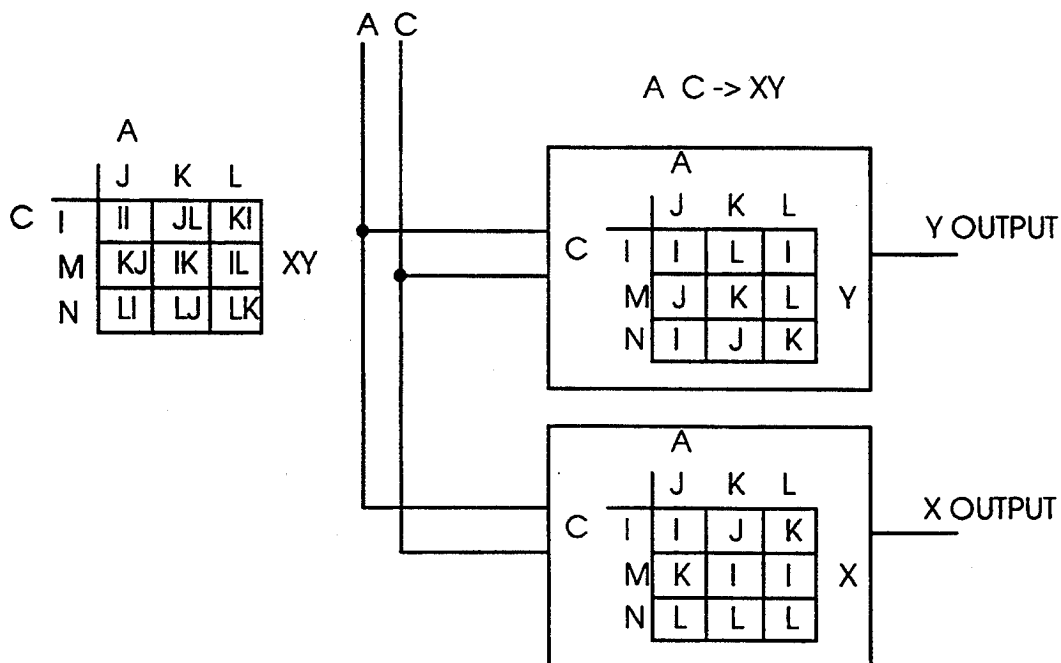 A C
A C -> XY
A
J K L
C I II JL KI
M KJ IK IL XY
N LI LJ LK
A
J K L
C I I L I
M J K L Y
N I J K
Y OUTPUT
A
J K L
C I I J K
M K I I X
N L L L
X OUTPUT